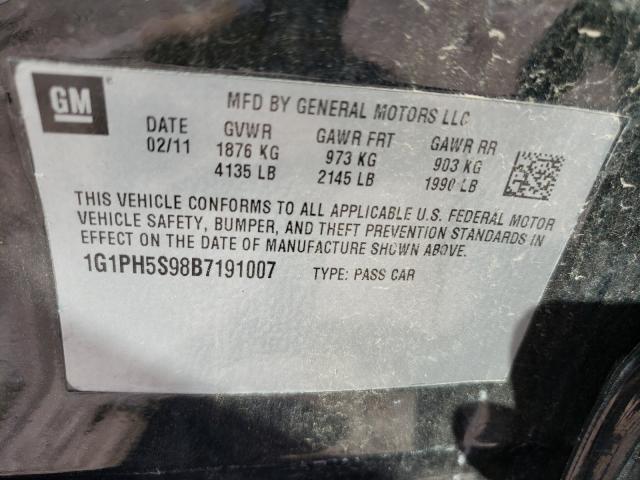 GM
MFD BY GENERAL MOTORS LLC
DATE GVWR GAWR FRT GAWR RR
02/11 1876 KG 973 KG 903 KG
4135 LB 2145 LB 1990 LB
THIS VEHICLE CONFORMS TO ALL APPLICABLE U.S. FEDERAL MOTOR
VEHICLE SAFETY, BUMPER, AND THEFT PREVENTION STANDARDS IN
EFFECT ON THE DATE OF MANUFACTURE SHOWN ABOVE.
1G1PH5S98B7191007 TYPE: PASS CAR